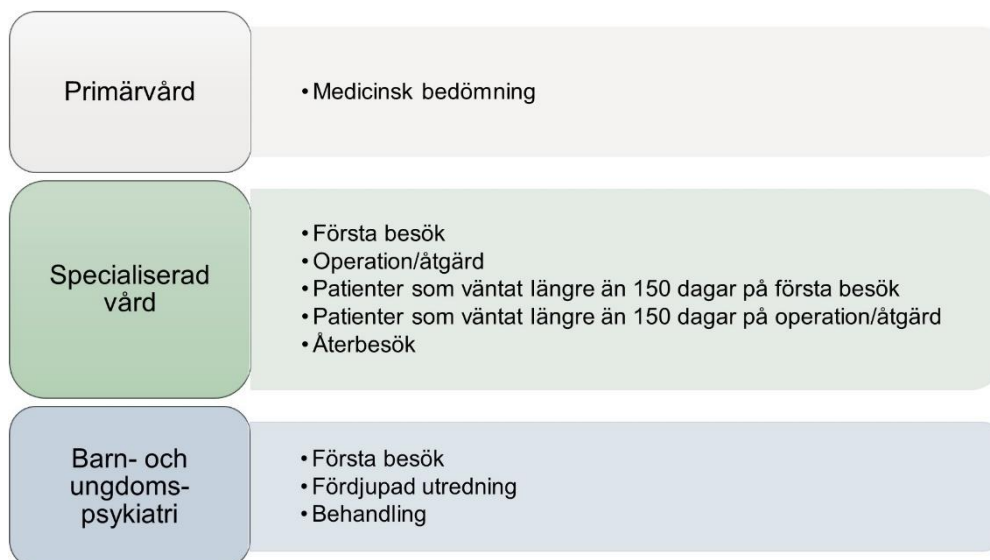 Primärvård
• Medicinsk bedömning
Specialiserad
vård
• Första besök
• Operation/åtgärd
• Patienter som väntat längre än 150 dagar på första besök
• Patienter som väntat längre än 150 dagar på operation/åtgärd
• Återbesök
Barn- och
ungdoms-
psykiatri
• Första besök
• Fördjupad utredning
• Behandling